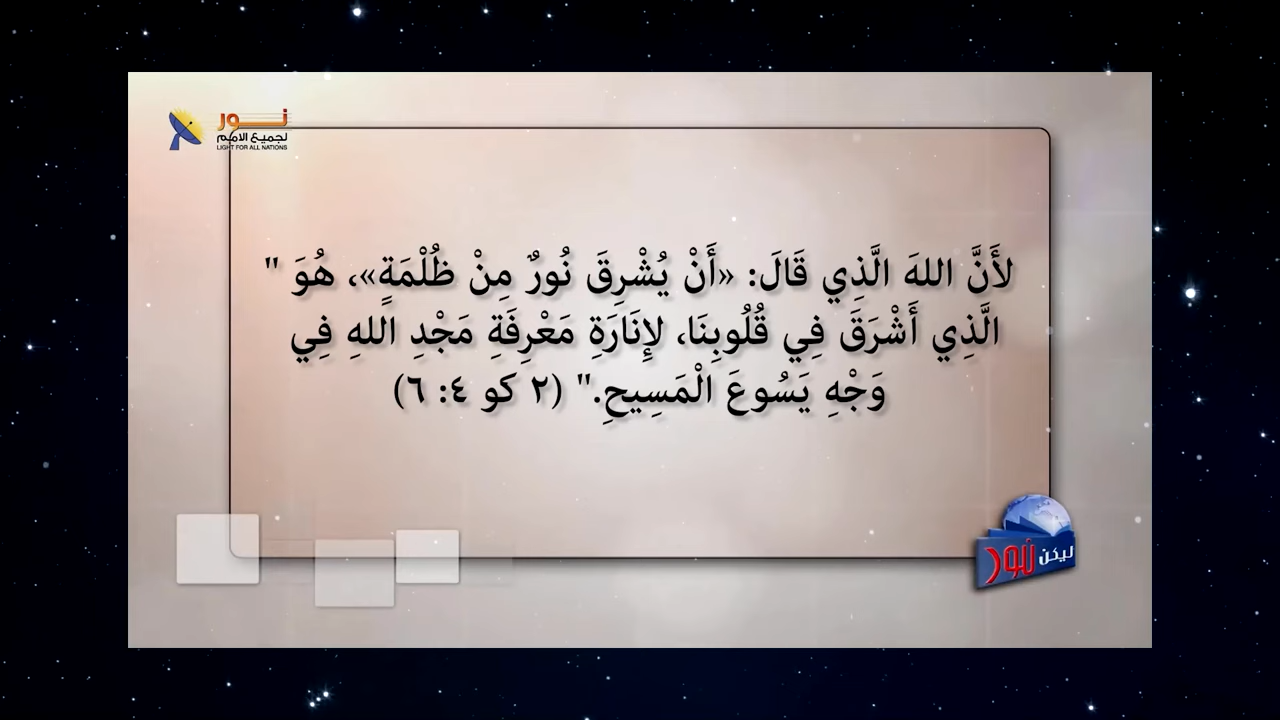 نور
لجميع الامم
LIGHT FOR ALL NATIONS
لأَنَّ اللهَ الَّذِي قَالَ: «أَنْ يُشْرِقَ نُورٌ مِنْ ظُلْمَةٍ»، هُوَ "
الَّذِي أَشْرَقَ فِي قُلُوبِنَا، لإِنَارَةِ مَعْرِفَةِ مَجْدِ اللهِ فِي
وَجْهِ يَسُوعَ الْمَسِيحِ." (٢ كو ٤: ٦)
ليكن نور